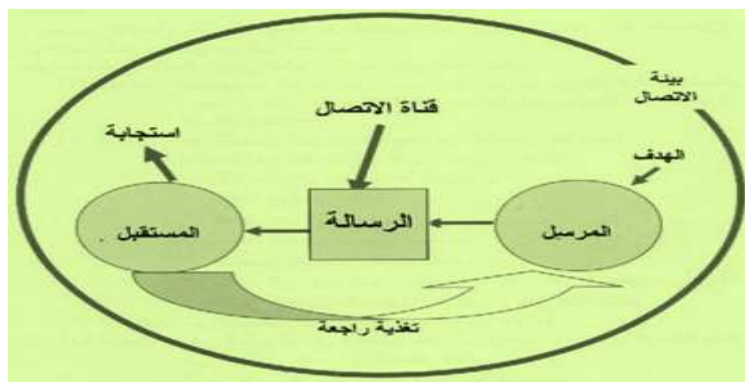 بيئة
الاتصال
قناة الاتصال
استجابة
الهدف
المرسل
الرسالة
المستقبل
تغذية راجعة